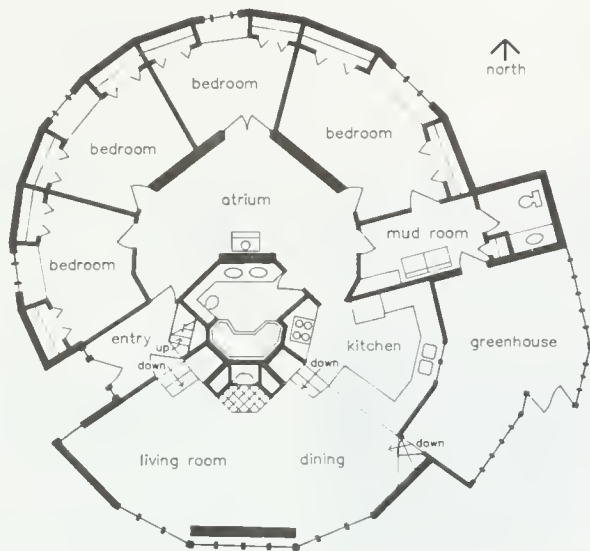 bedroom
north
bedroom
bedroom
atrium
mud room
bedroom
entry
up
down
kitchen
greenhouse
down
down
living room
dining